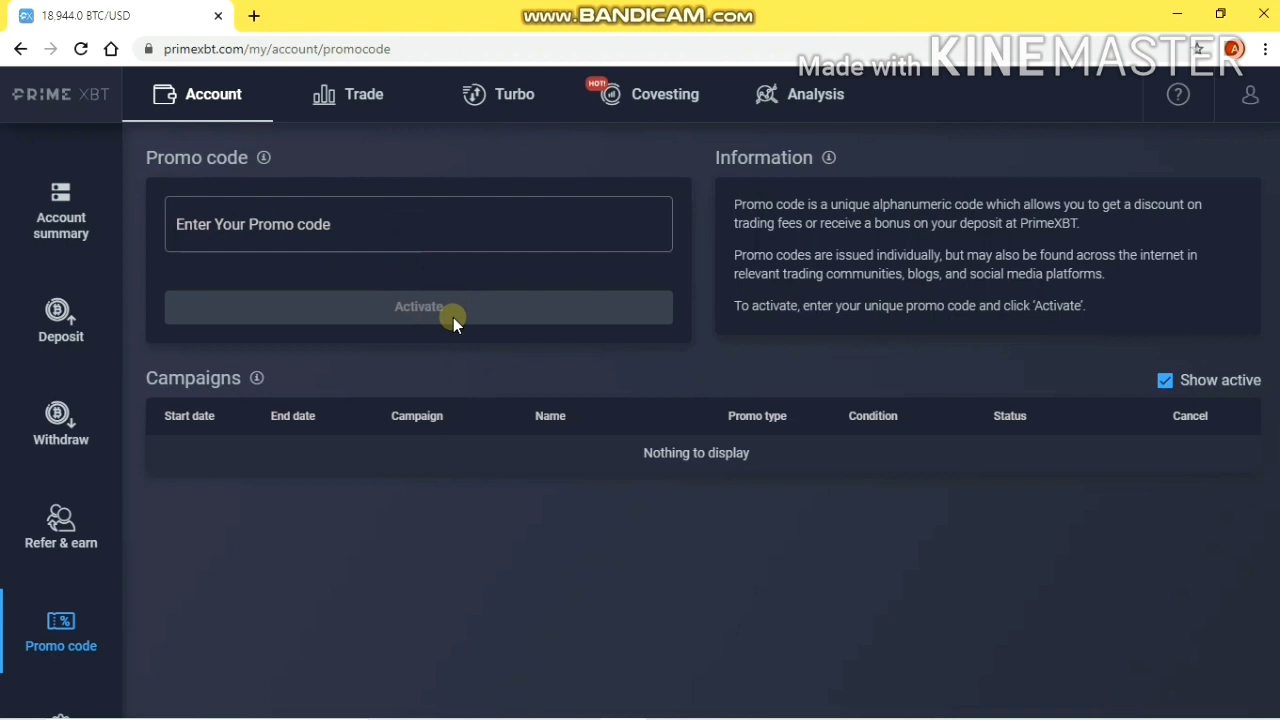 18,944.0 BTC/USD
www.BANDICAM.com
primexbt.com/my/account/promocode
A
Made with KINEMASTER
PRIME XBT
Account
Trade
Turbo
HOT!
Covesting
Analysis
?
Promo code
Enter Your Promo code
Activate
Information
Promo code is a unique alphanumeric code which allows you to get a discount on
trading fees or receive a bonus on your deposit at PrimeXBT.
Promo codes are issued individually, but may also be found across the internet in
relevant trading communities, blogs, and social media platforms.
To activate, enter your unique promo code and click 'Activate'.
Account
summary
Deposit
Withdraw
Refer & earn
Promo code
Campaigns
Show active
Start date End date Campaign Name Promo type Condition Status Cancel
Nothing to display